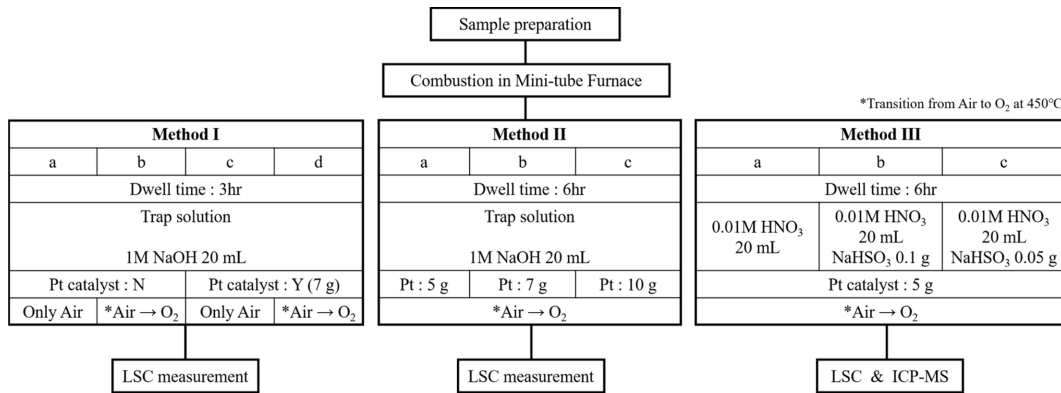 Sample preparation
Combustion in Mini-tube Furnace
*Transition from Air to O₂ at 450℃
Method I
a b c d
Dwell time : 3hr
Trap solution
1M NaOH 20 mL
Pt catalyst : N Pt catalyst : Y (7 g)
Only Air *Air → O₂ Only Air *Air → O₂
LSC measurement
Method II
a b c
Dwell time : 6hr
Trap solution
1M NaOH 20 mL
Pt : 5 g Pt : 7 g Pt : 10 g
*Air → O₂
LSC measurement
Method III
a b c
Dwell time : 6hr
0.01M HNO₃
20 mL
0.01M HNO₃
20 mL
NaHSO₃ 0.1 g
0.01M HNO₃
20 mL
NaHSO₃ 0.05 g
Pt catalyst : 5 g
*Air → O₂
LSC & ICP-MS